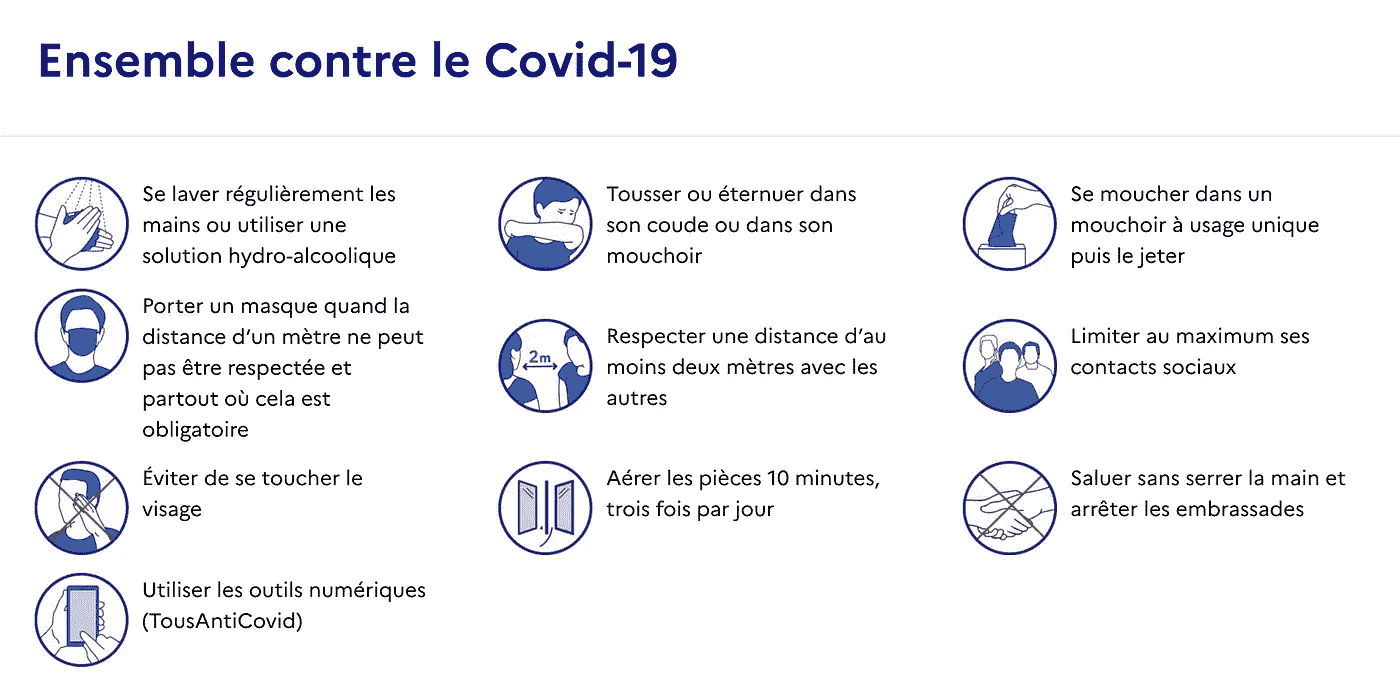 Ensemble contre le Covid-19
Se laver régulièrement les
mains ou utiliser une
solution hydro-alcoolique
Tousser ou éternuer dans
son coude ou dans son
mouchoir
Se moucher dans un
mouchoir à usage unique
puis le jeter
Porter un masque quand la
distance d’un mètre ne peut
pas être respectée et
partout où cela est
obligatoire
2m
Respecter une distance d’au
moins deux mètres avec les
autres
Limiter au maximum ses
contacts sociaux
Éviter de se toucher le
visage
Aérer les pièces 10 minutes,
trois fois par jour
Saluer sans serrer la main et
arrêter les embrassades
Utiliser les outils numériques
(TousAntiCovid)